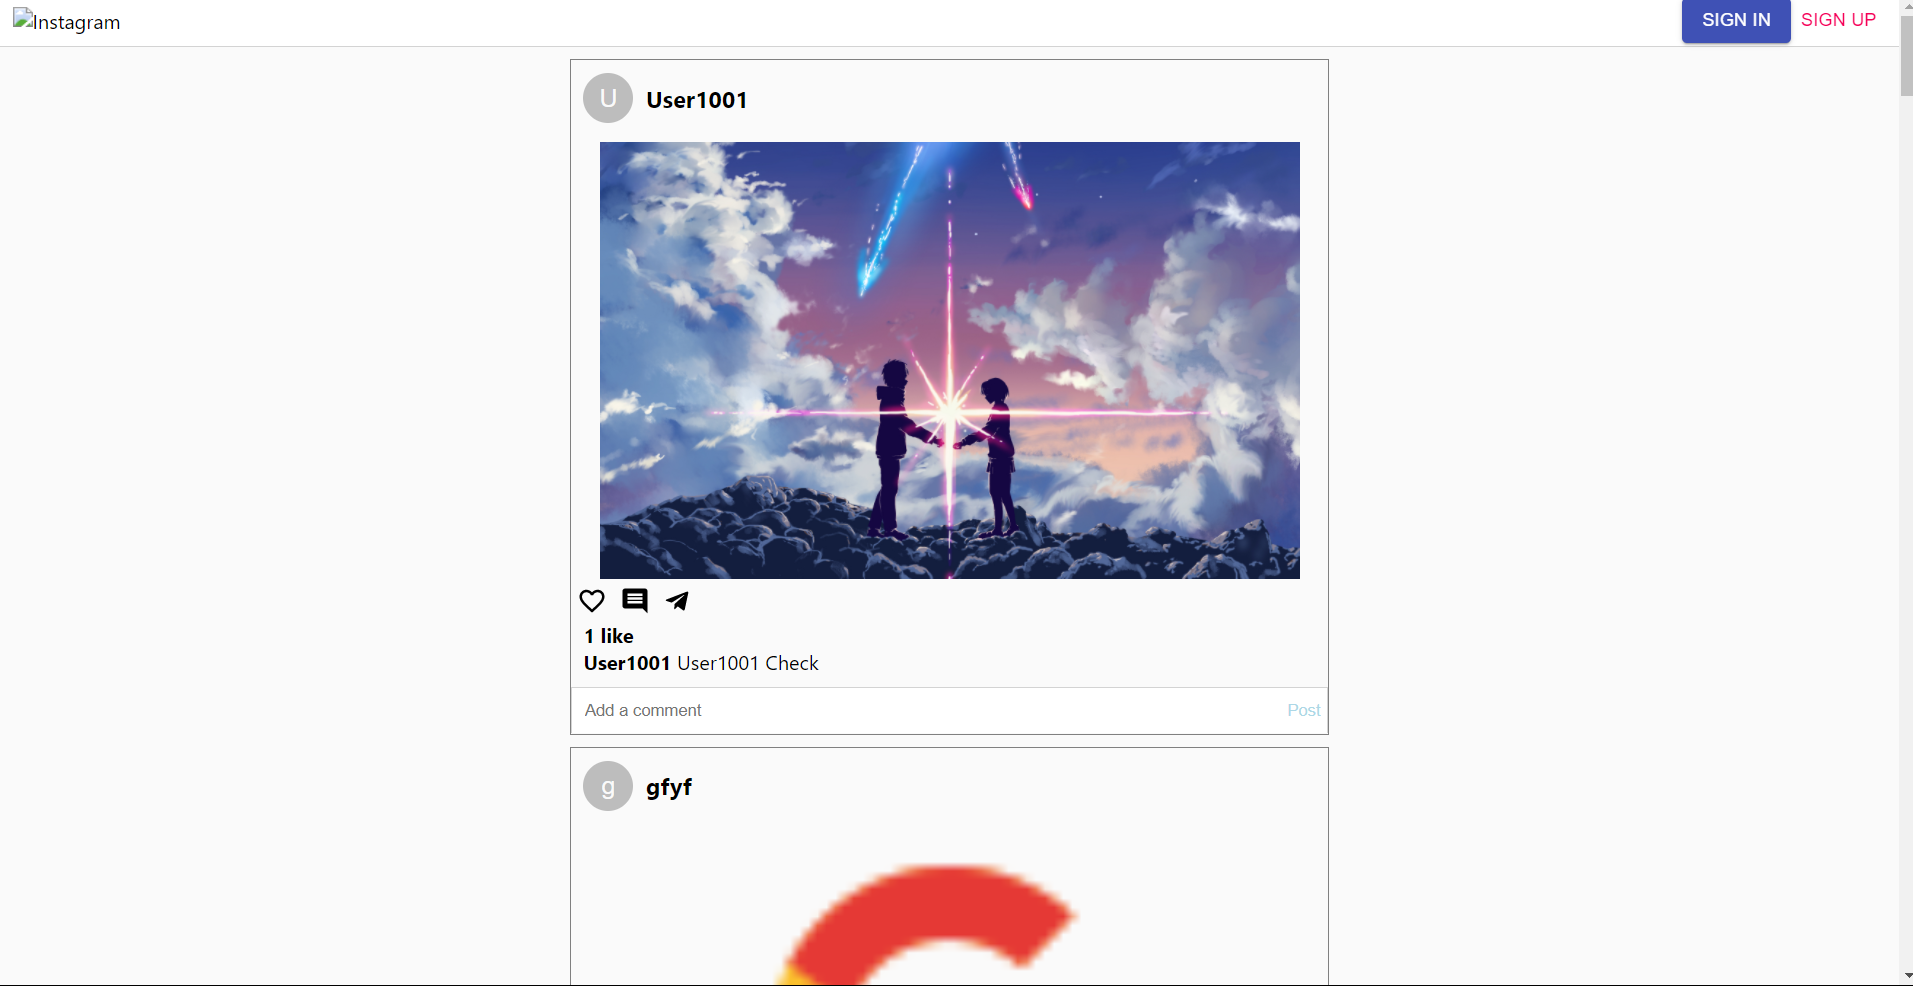 Instagram
SIGN IN
SIGN UP
U
User1001
1 like
User1001 User1001 Check
Add a comment
Post
g
gfyf